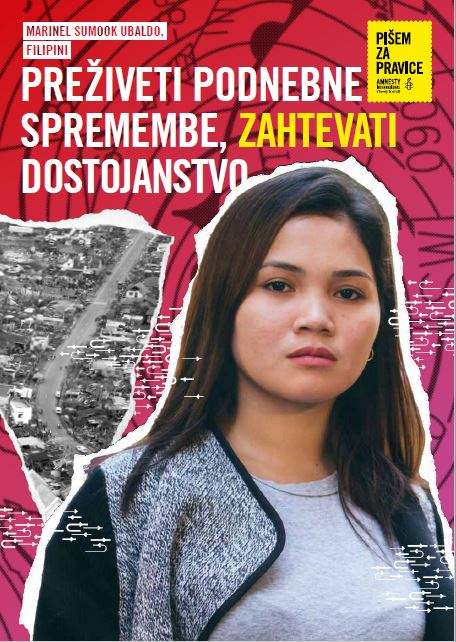 MARINEL SUMOOK UBALDO,
FILIPINI
PREŽIVETI PODNEBNE
SPREMEMBE, ZAHTEVATI
DOSTOJANSTVO
PIŠEM
ZA
PRAVICE
AMNESTY